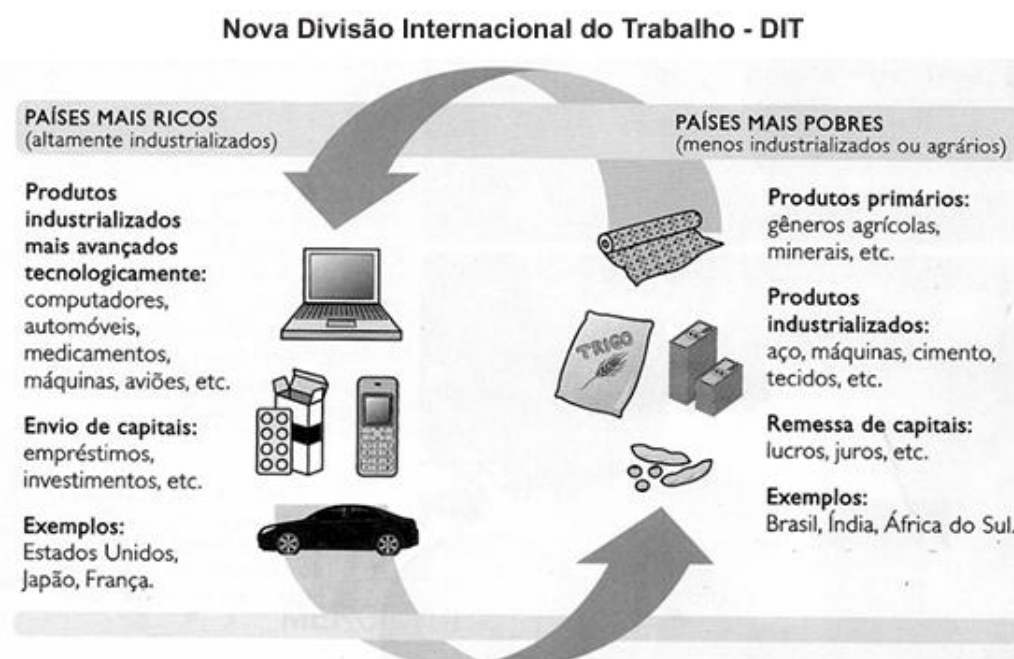 Nova Divisão Internacional do Trabalho - DIT
PAÍSES MAIS RICOS
(altamente industrializados)
Produtos
industrializados
mais avançados
tecnologicamente:
computadores,
automóveis,
medicamentos,
máquinas, aviões, etc.
Envio de capitais:
empréstimos,
investimentos, etc.
Exemplos:
Estados Unidos,
Japão, França.
TRIGO
PAÍSES MAIS POBRES
(menos industrializados ou agrários)
Produtos primários:
gêneros agrícolas,
minerais, etc.
Produtos
industrializados:
aço, máquinas, cimento,
tecidos, etc.
Remessa de capitais:
lucros, juros, etc.
Exemplos:
Brasil, Índia, África do Sul.